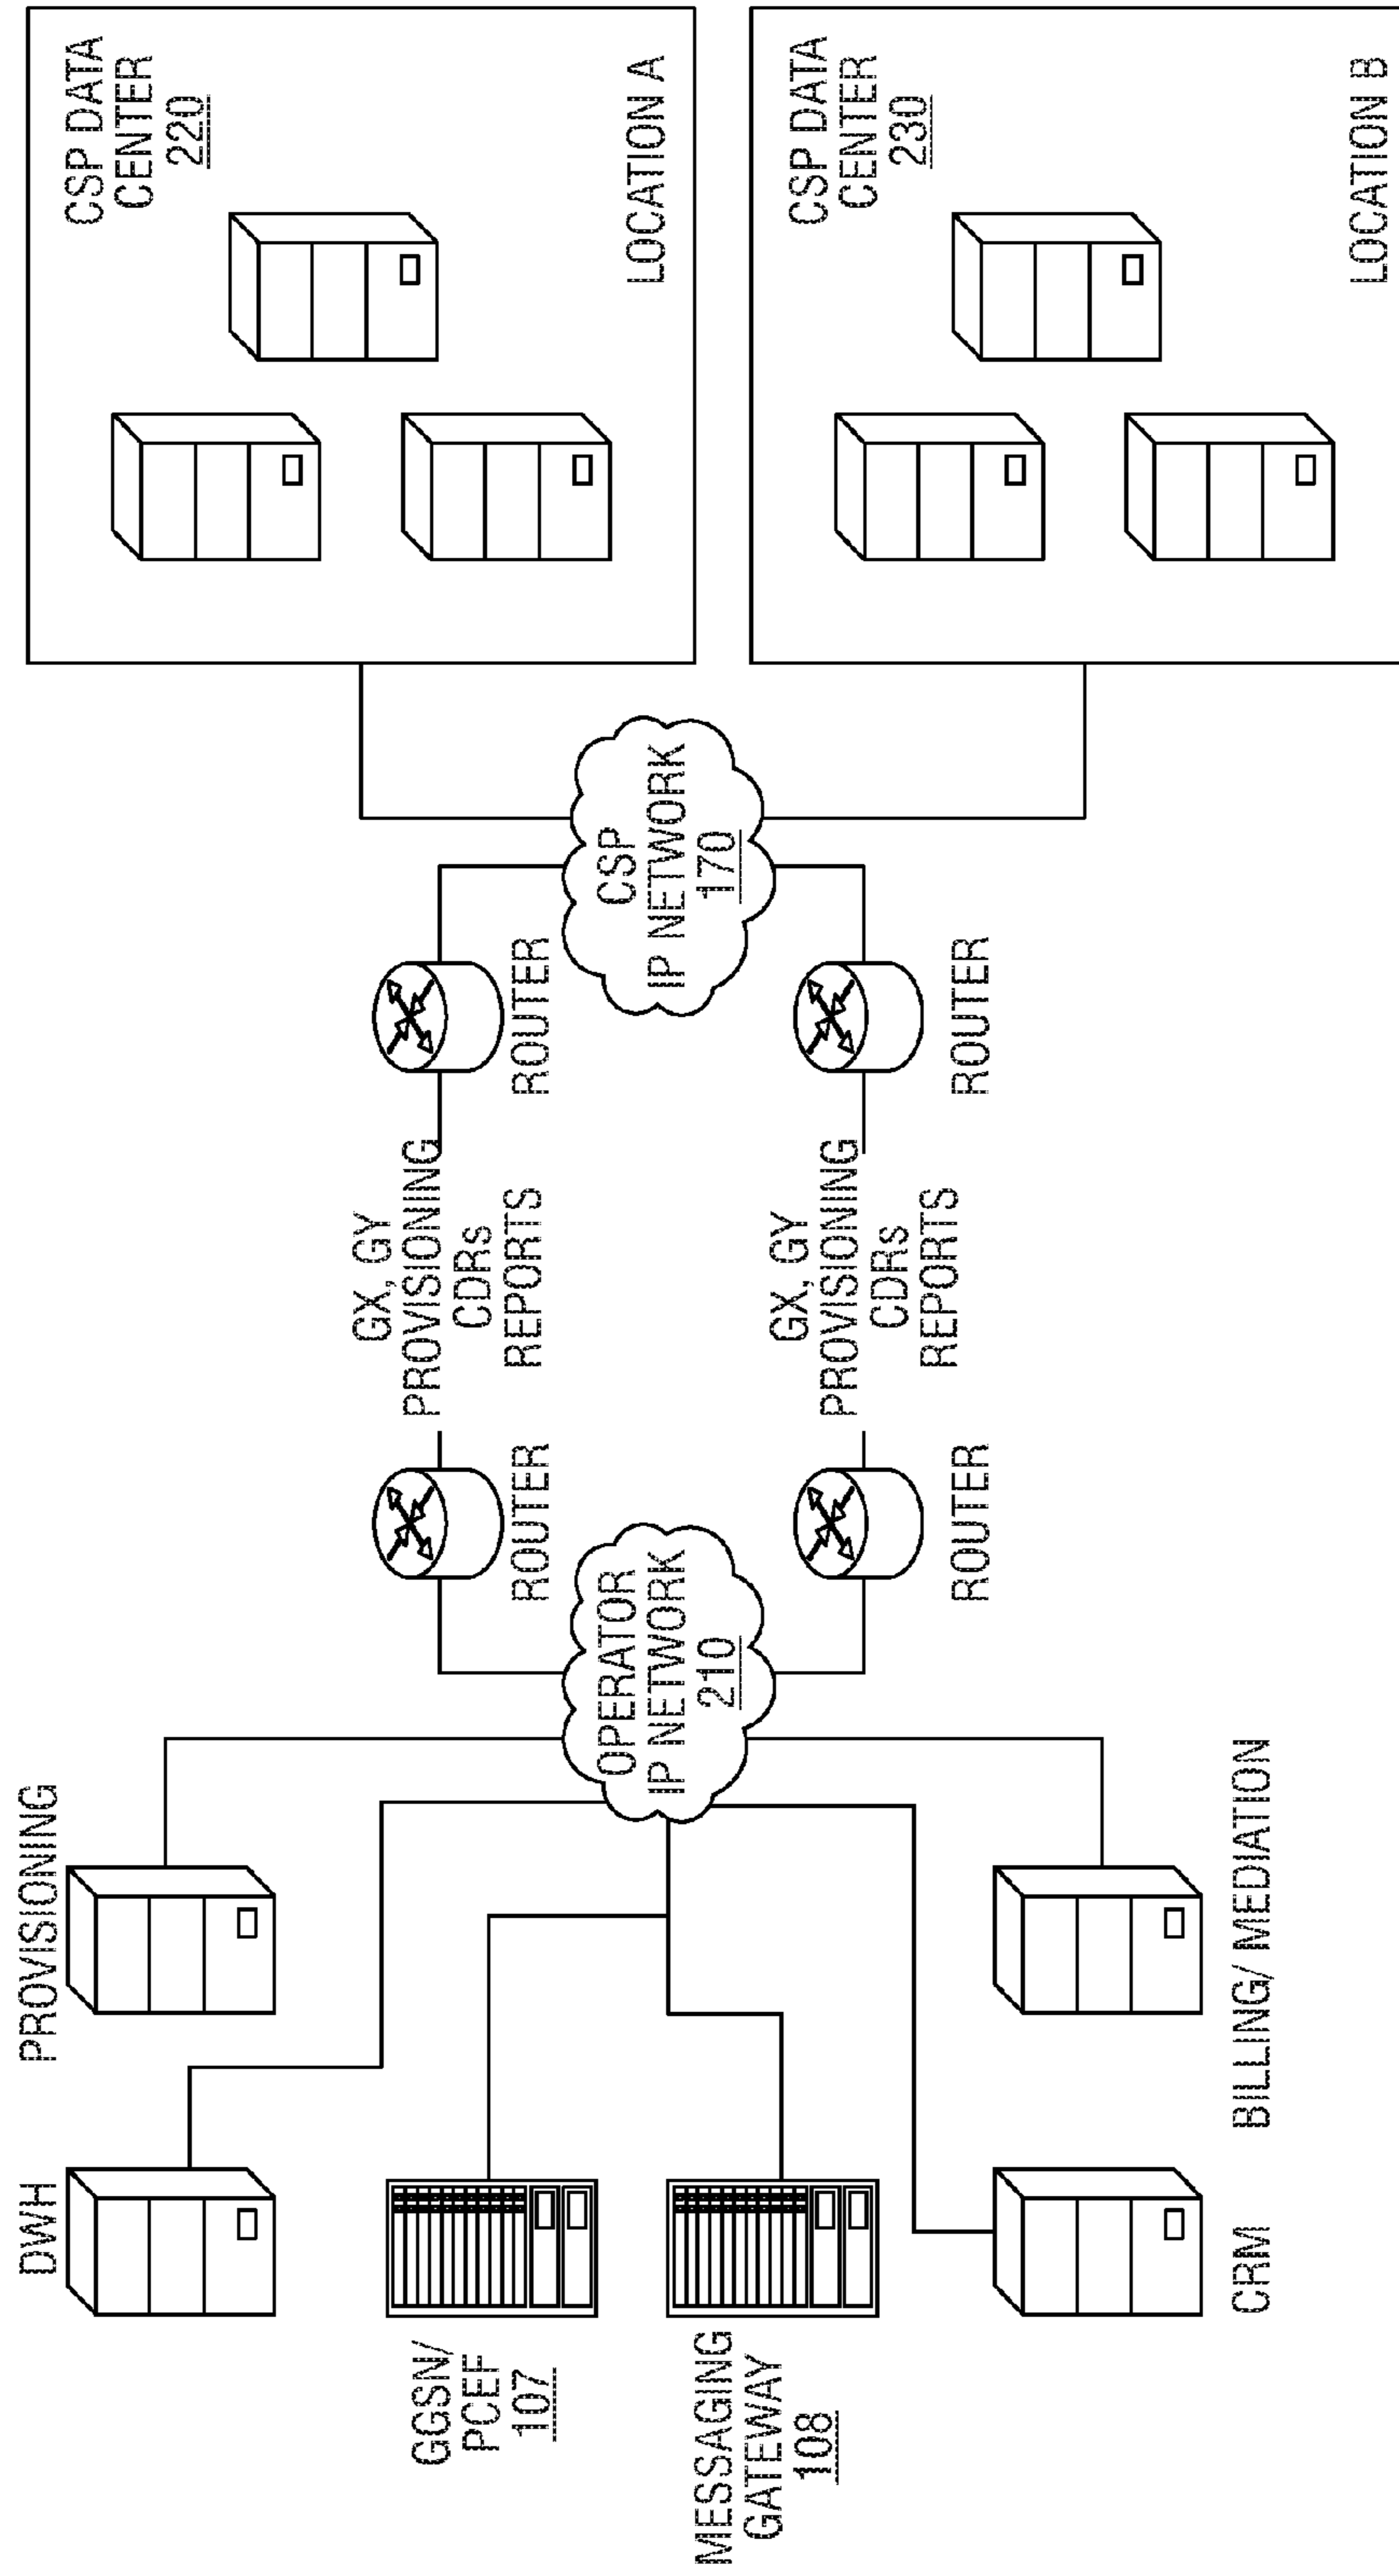 DWH
PROVISIONING
GGSN/
PCEF
107
MESSAGING
GATEWAY
108
CRM
BILLING/ MEDIATION
OPERATOR
IP NETWORK
210
ROUTER
ROUTER
GX, GY
PROVISIONING
CDRs
REPORTS
GX, GY
PROVISIONING
CDRs
REPORTS
ROUTER
ROUTER
CSP
IP NETWORK
170
CSP DATA
CENTER
220
LOCATION A
CSP DATA
CENTER
230
LOCATION B